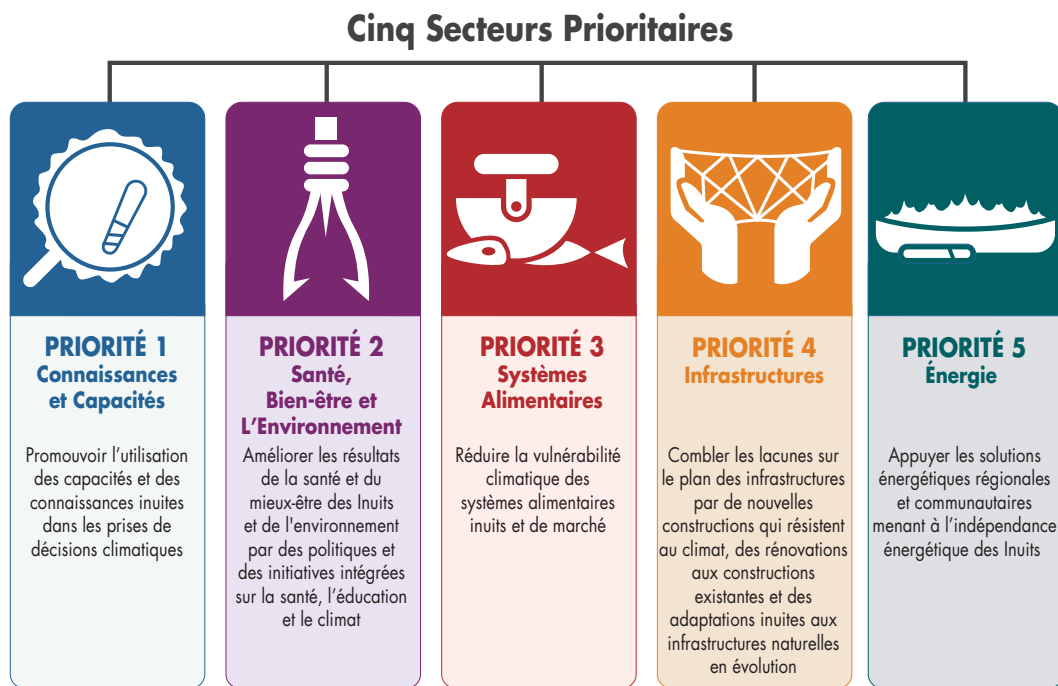 Cinq Secteurs Prioritaires
PRIORITÉ 1
Connaissances
et Capacités
Promouvoir l’utilisation
des capacités et des
connaissances inuites
dans les prises de
décisions climatiques
PRIORITÉ 2
Santé,
Bien-être et
L’Environnement
Améliorer les résultats
de la santé et du
mieux-être des Inuits
et de l'environnement
par des politiques et
des initiatives intégrées
sur la santé, l’éducation
et le climat
PRIORITÉ 3
Systèmes
Alimentaires
Réduire la vulnérabilité
climatique des
systèmes alimentaires
inuits et de marché
PRIORITÉ 4
Infrastructures
Combler les lacunes sur
le plan des infrastructures
par de nouvelles
constructions qui résistent
au climat, des rénovations
aux constructions
existantes et des
adaptations inuites aux
infrastructures naturelles
en évolution
PRIORITÉ 5
Énergie
Appuyer les solutions
énergétiques régionales
et communautaires
menant à l’indépendance
énergétique des Inuits